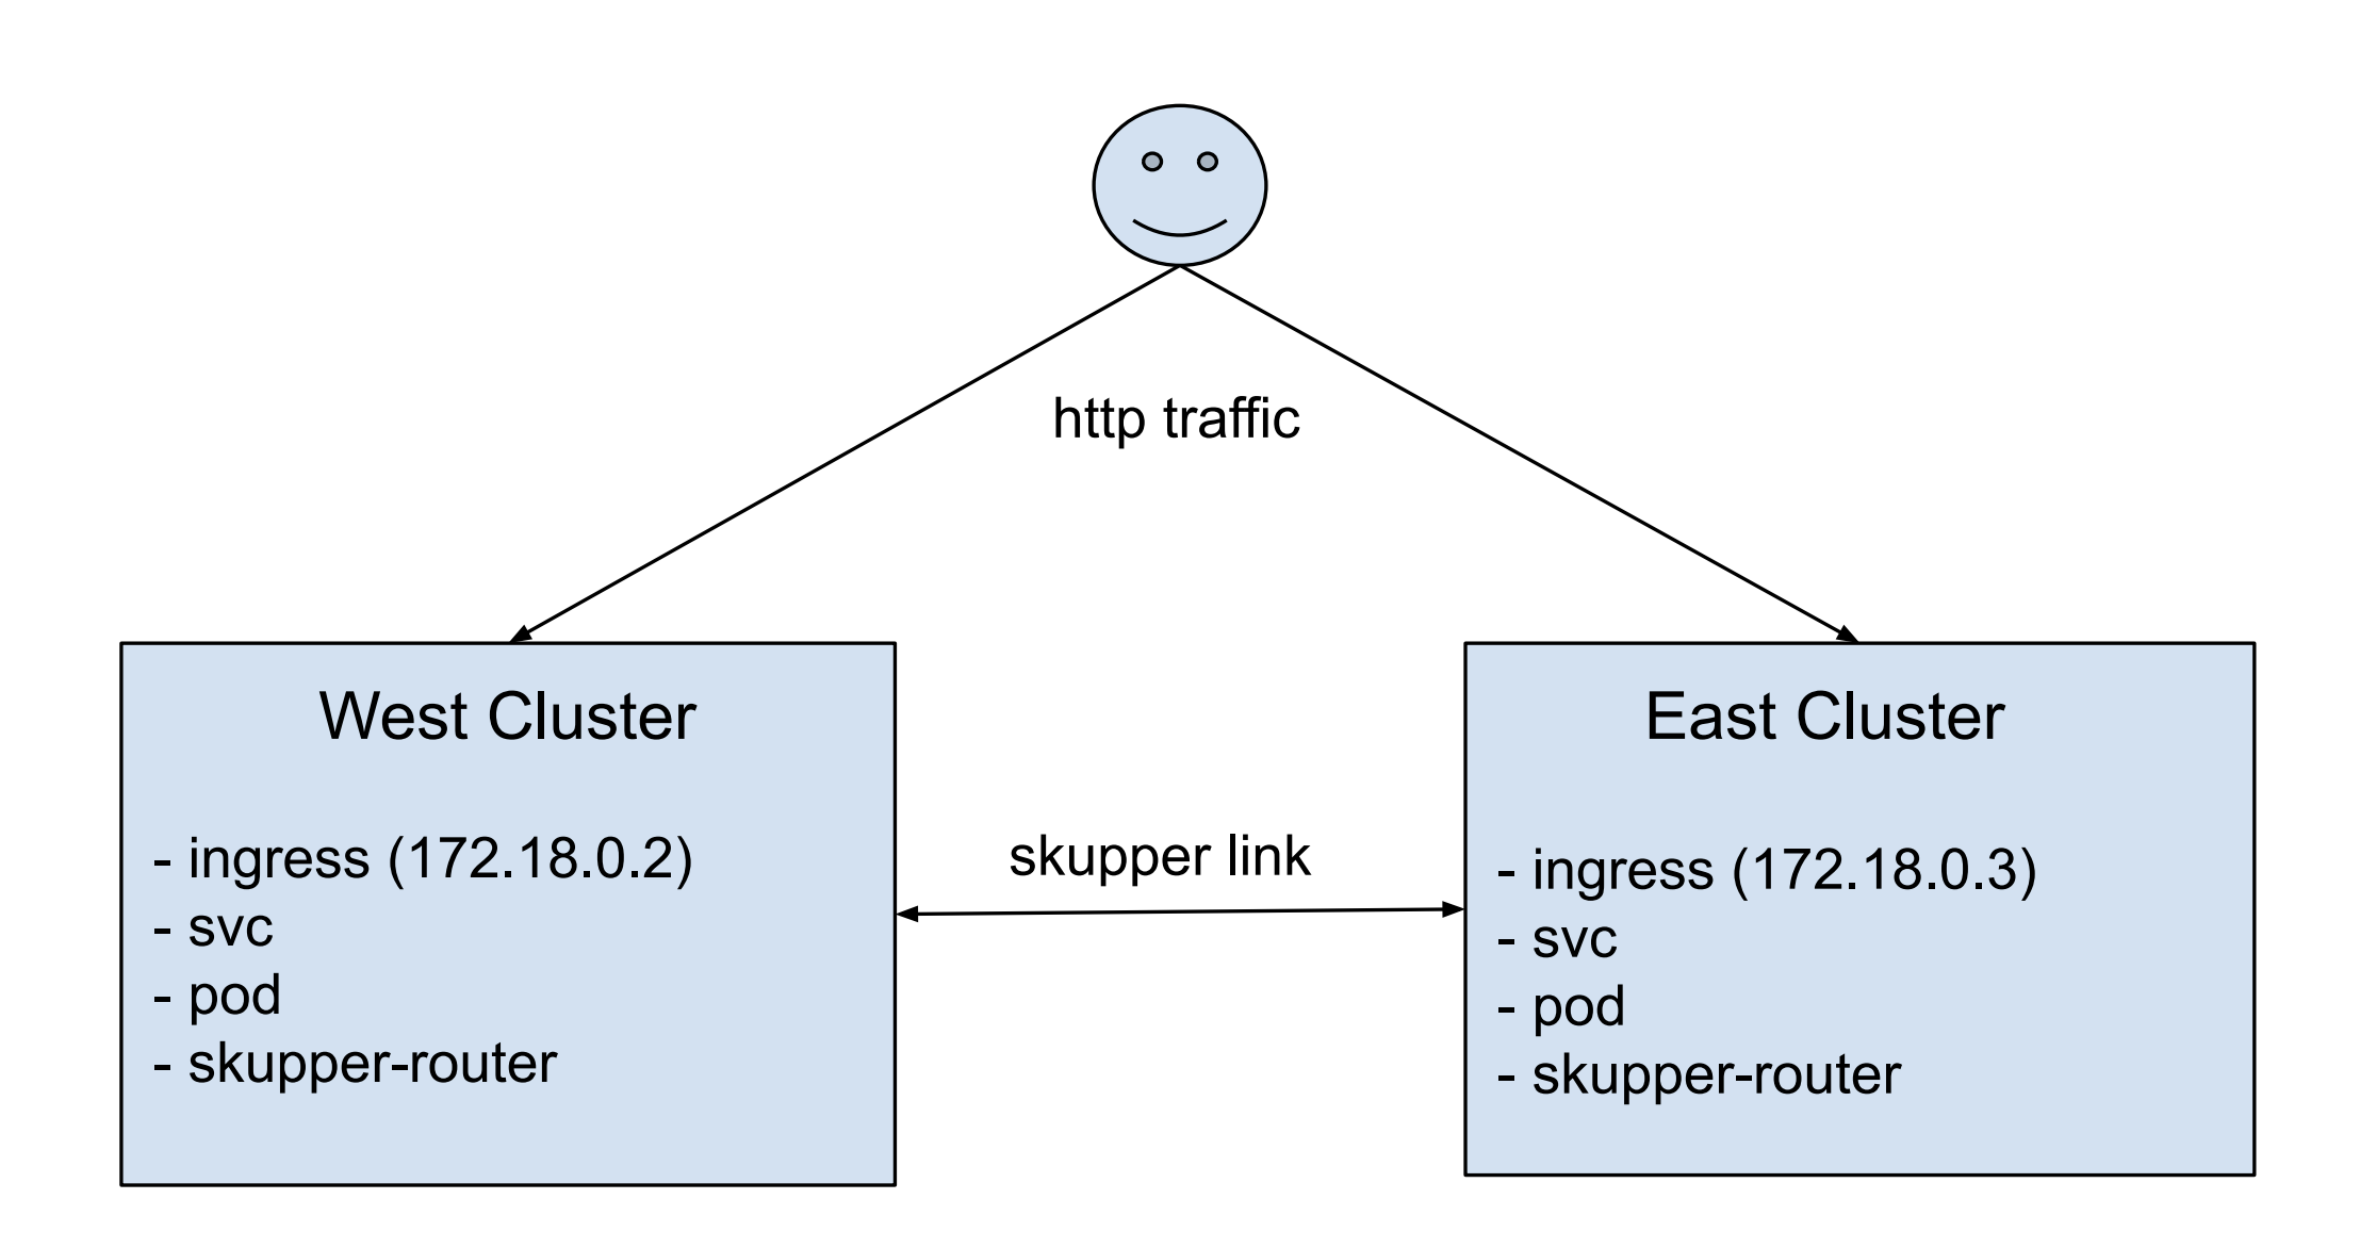 http traffic
West Cluster
- ingress (172.18.0.2)
- svc
- pod
- skupper-router
skupper link
East Cluster
- ingress (172.18.0.3)
- svc
- pod
- skupper-router